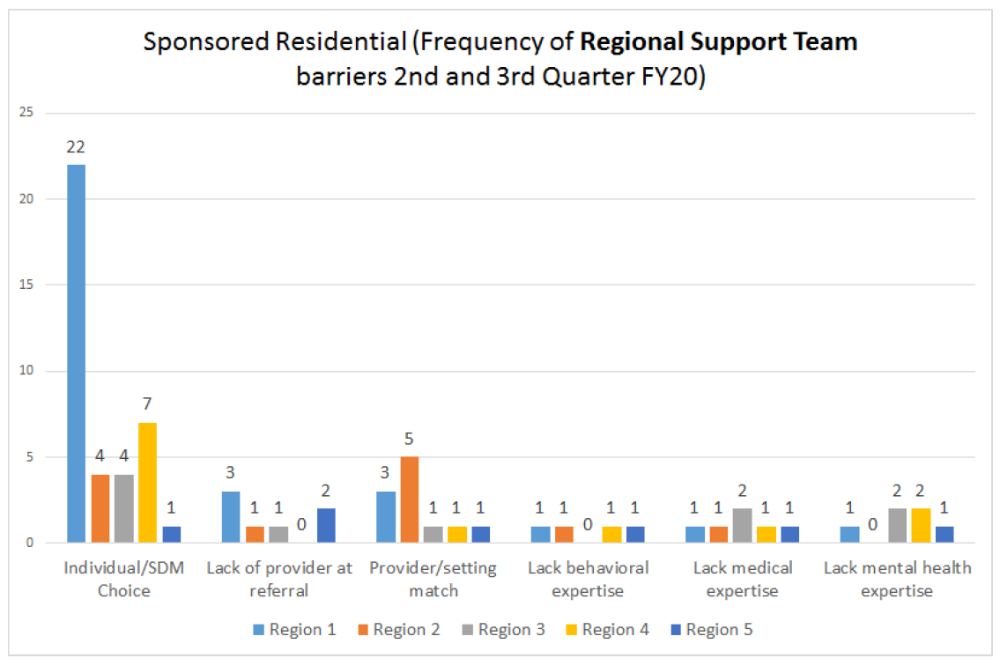 Sponsored Residential (Frequency of Regional Support Team
barriers 2nd and 3rd Quarter FY20)
25
20
15
10
5
0
22
4
4
7
1
3
1
1
0
2
3
5
1
1
1
1
1
0
1
1
1
1
2
1
1
1
0
2
2
1
Individual/SDM
Choice
Lack of provider at
referral
Provider/setting
match
Lack behavioral
expertise
Lack medical
expertise
Lack mental health
expertise
Region 1
Region 2
Region 3
Region 4
Region 5